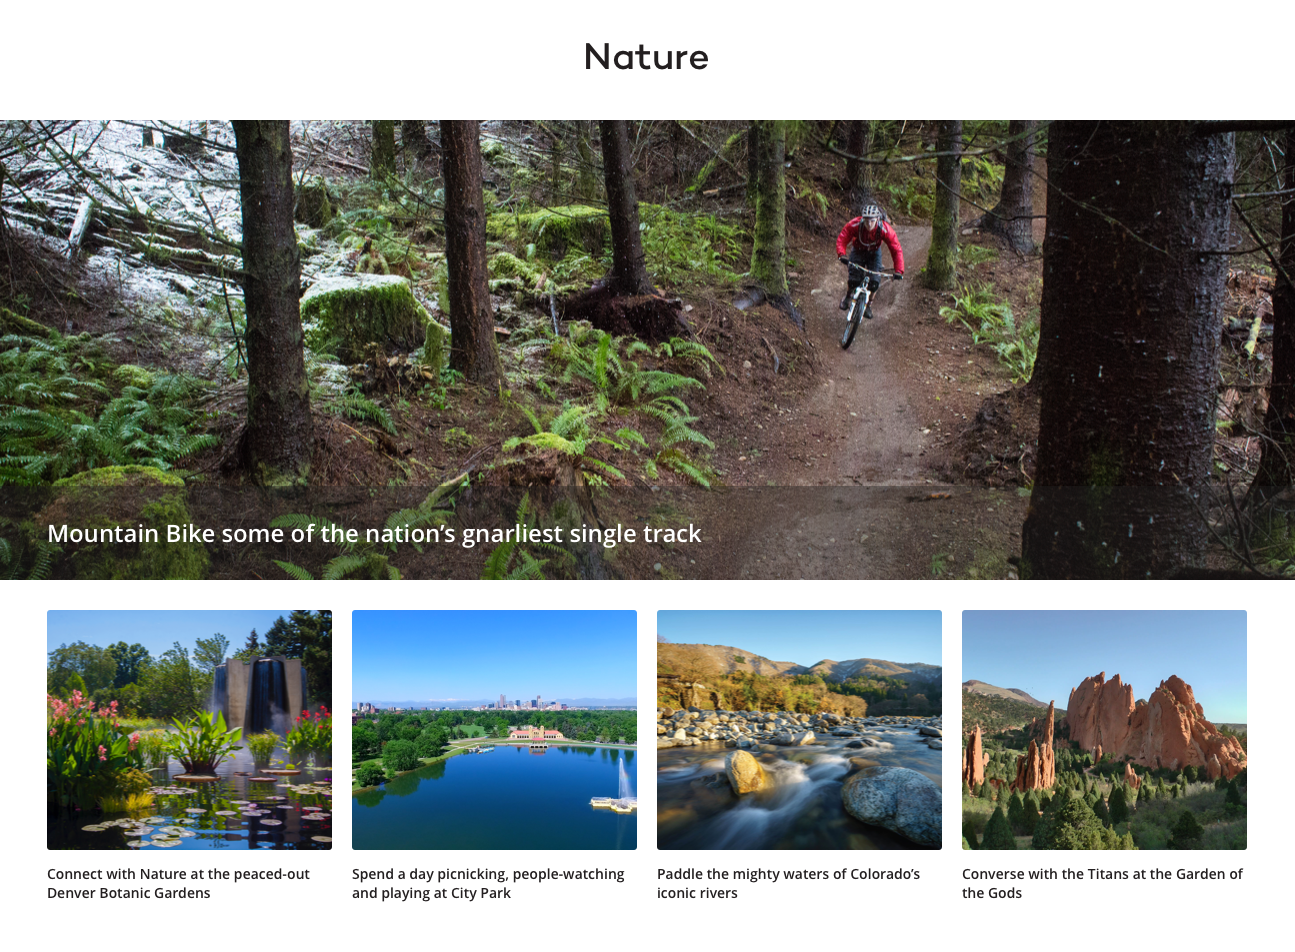 Nature
Mountain Bike some of the nation’s gnarliest single track
Connect with Nature at the peaced-out
Denver Botanic Gardens
Spend a day picnicking, people-watching
and playing at City Park
Paddle the mighty waters of Colorado’s
iconic rivers
Converse with the Titans at the Garden of
the Gods